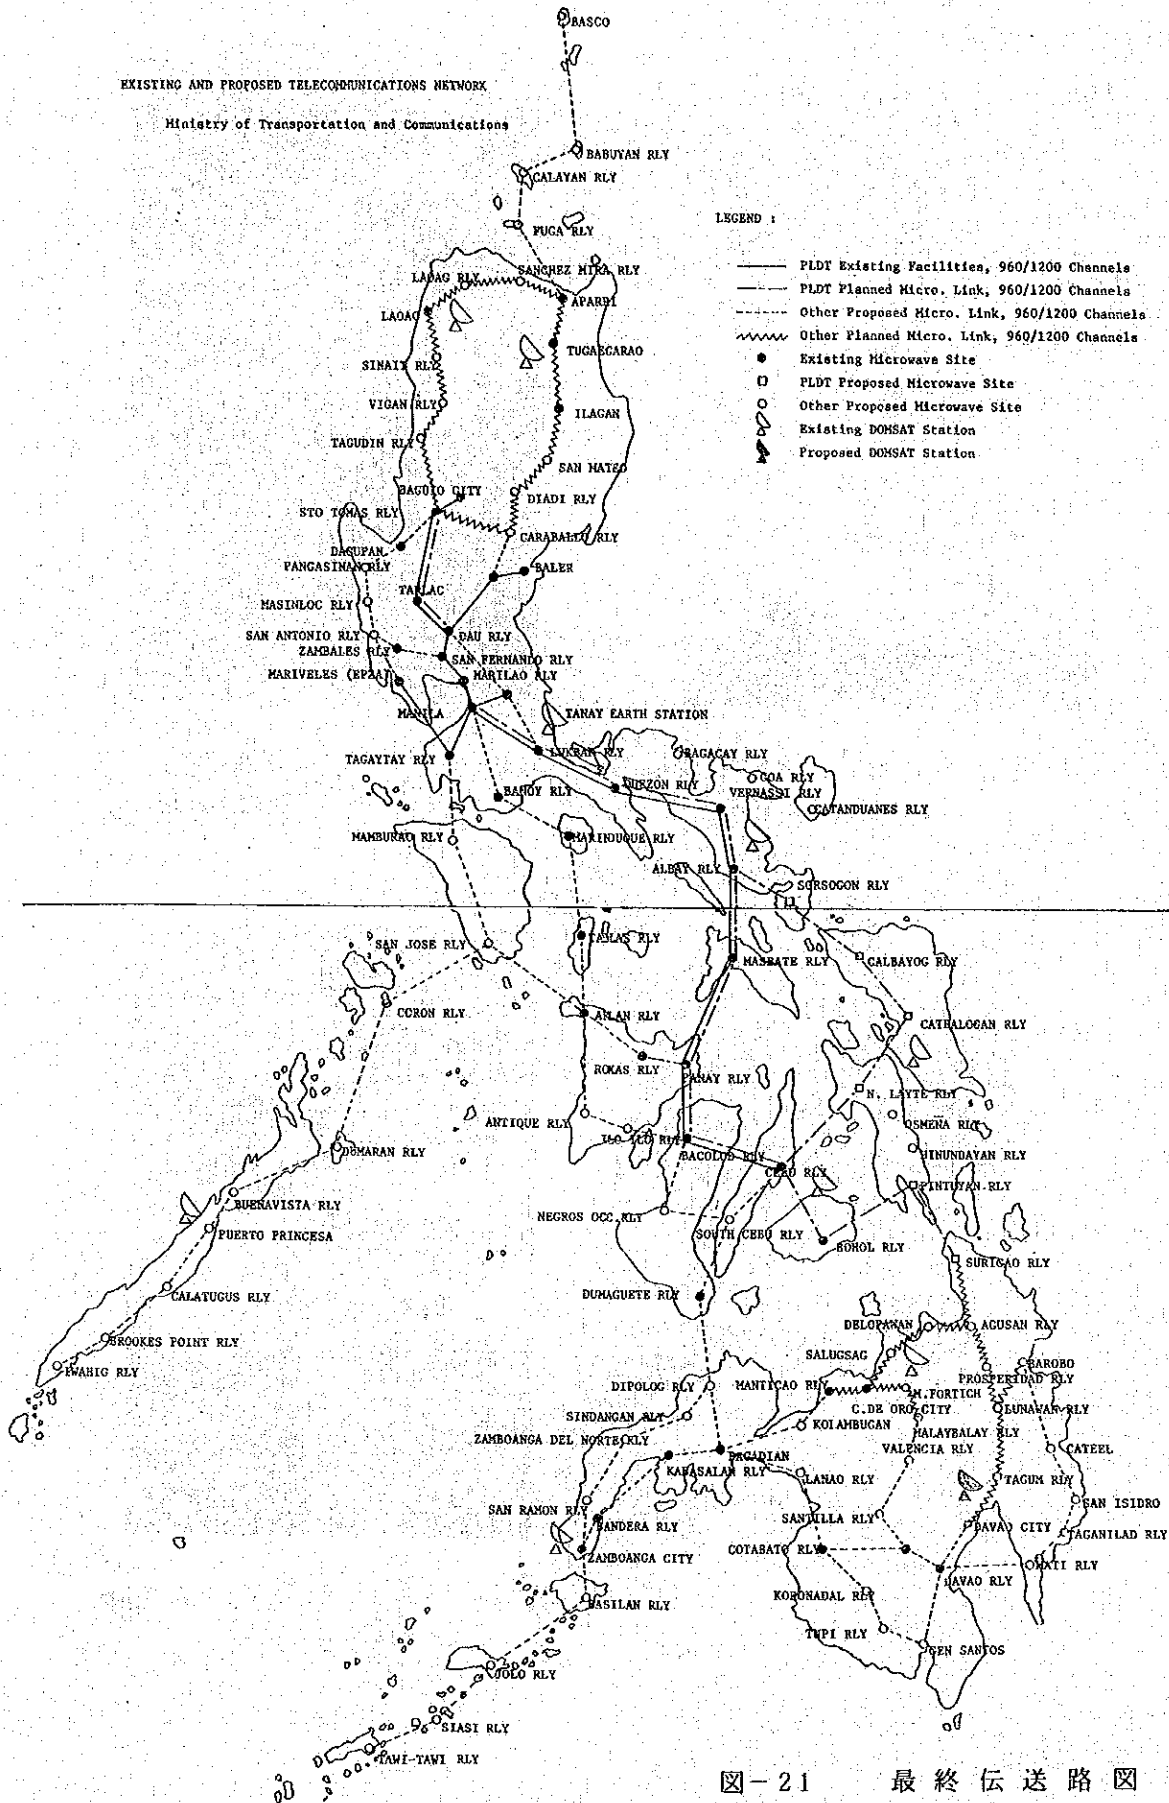 BASCO
EXISTING AND PROPOSED TELECOMMUNICATIONS NETWORK
Ministry of Transportation and Communications
BABUYAN RLY
CALAYAN RLY
FUGA RLY
LEGEND :
PLDT Existing Facilities, 960/1200 Channels
PLDT Planned Micro. Link, 960/1200 Channels
Other Proposed Micro. Link, 960/1200 Channels
Other Planned Micro. Link, 960/1200 Channels
Existing Microwave Site
PLDT Proposed Microwave Site
Other Proposed Microwave Site
Existing DOMSAT Station
Proposed DOMSAT Station
SANCHEZ MIRA RLY
LAOAG RLY
APARRI
LAOAG
TUGAEGARAO
SINAIT RLY
VIGAN RLY
ILAGAN
TAGUDIN RLY
SAN MATEO
BAGUIO CITY
DIADI RLY
STO TOMAS RLY
CARABALLO RLY
DAGUPAN
PANGASINAN RLY
BALER
TARLAC
MASINLOC RLY
SAN ANTONIO RLY
DAU RLY
ZAMBALES RLY
SAN FERNANDO RLY
MARIVELES (EPZA)
MARILAO RLY
MANILA
TANAY EARTH STATION
TAGAYTAY RLY
LUKBAN RLY
BAGACAY RLY
GOA RLY
QUEZON RLY
VERNASSI RLY
BAHOY RLY
CATANDUANES RLY
MAMBURAO RLY
MARINDUQUE RLY
ALBAY RLY
SORSOGON RLY
SAN JOSE RLY
TABLAS RLY
MASBATE RLY
CALBAYOG RLY
CORON RLY
AKLAN RLY
CATBALOGAN RLY
ROXAS RLY
PANAY RLY
N. LAYTE RLY
ANTIQUE RLY
OSMEÑA RLY
ILO ILO RLY
DUMARAN RLY
BACOLOD RLY
HINUNDAYAN RLY
CEBU RLY
PINTUYAN RLY
BUENAVISTA RLY
NEGROS OCC. RLY
PUERTO PRINCESA
SOUTH CEBU RLY
BOHOL RLY
SURIGAO RLY
CALATUGUS RLY
DUMAGUETE RLY
DELOPAWAN
AGUSAN RLY
BROOKES POINT RLY
SALUGSAG
BAROBO
IWAHIG RLY
PROSPERIDAD RLY
DIPOLOG RLY
MANTICAO RLY
M.FORTICH
C.DE ORO CITY
LUNAWAN RLY
SINDANGAN RLY
KOLAMBUGAN
MALAYBALAY RLY
ZAMBOANGA DEL NORTE RLY
VALENCIA RLY
CATEEL
PAGADIAN
KABASALAN RLY
LANAO RLY
TAGUM RLY
SAN RAMON RLY
SAN ISIDRO
SANTILLA RLY
SANDERA RLY
DAVAO CITY
TAGANILAD RLY
ZAMBOANGA CITY
COTABATO RLY
DAVAO RLY
BASILAN RLY
KORONADAL RLY
TUPI RLY
GEN SANTOS
JOLO RLY
SIASI RLY
TAWI-TAWI RLY
図-21 最終伝送路図